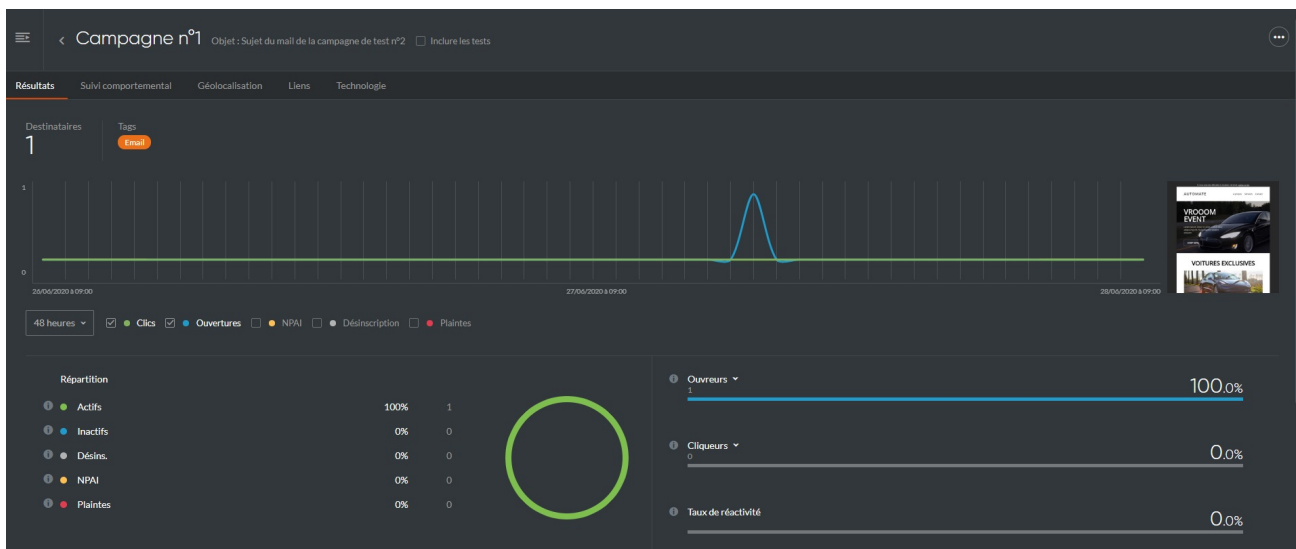 Campagne n°1 Objet : Sujet du mail de la campagne de test n°2 Inclure les tests
Résultats Suivi comportemental Géolocalisation Liens Technologie
Destinataires Tags
1 Email
1
0
26/06/2020 à 09:00 27/06/2020 à 09:00 28/06/2020 à 09:00
VROOOM
EVENT
VOITURES EXCLUSIVES
48 heures Clics Ouvertures NPAI Désinscription Plaintes
Répartition
Actifs 100% 1
Inactifs 0% 0
Désins. 0% 0
NPAI 0% 0
Plaintes 0% 0
Ouvreurs 100.0%
1
Cliqueurs 0.0%
0
Taux de réactivité 0.0%